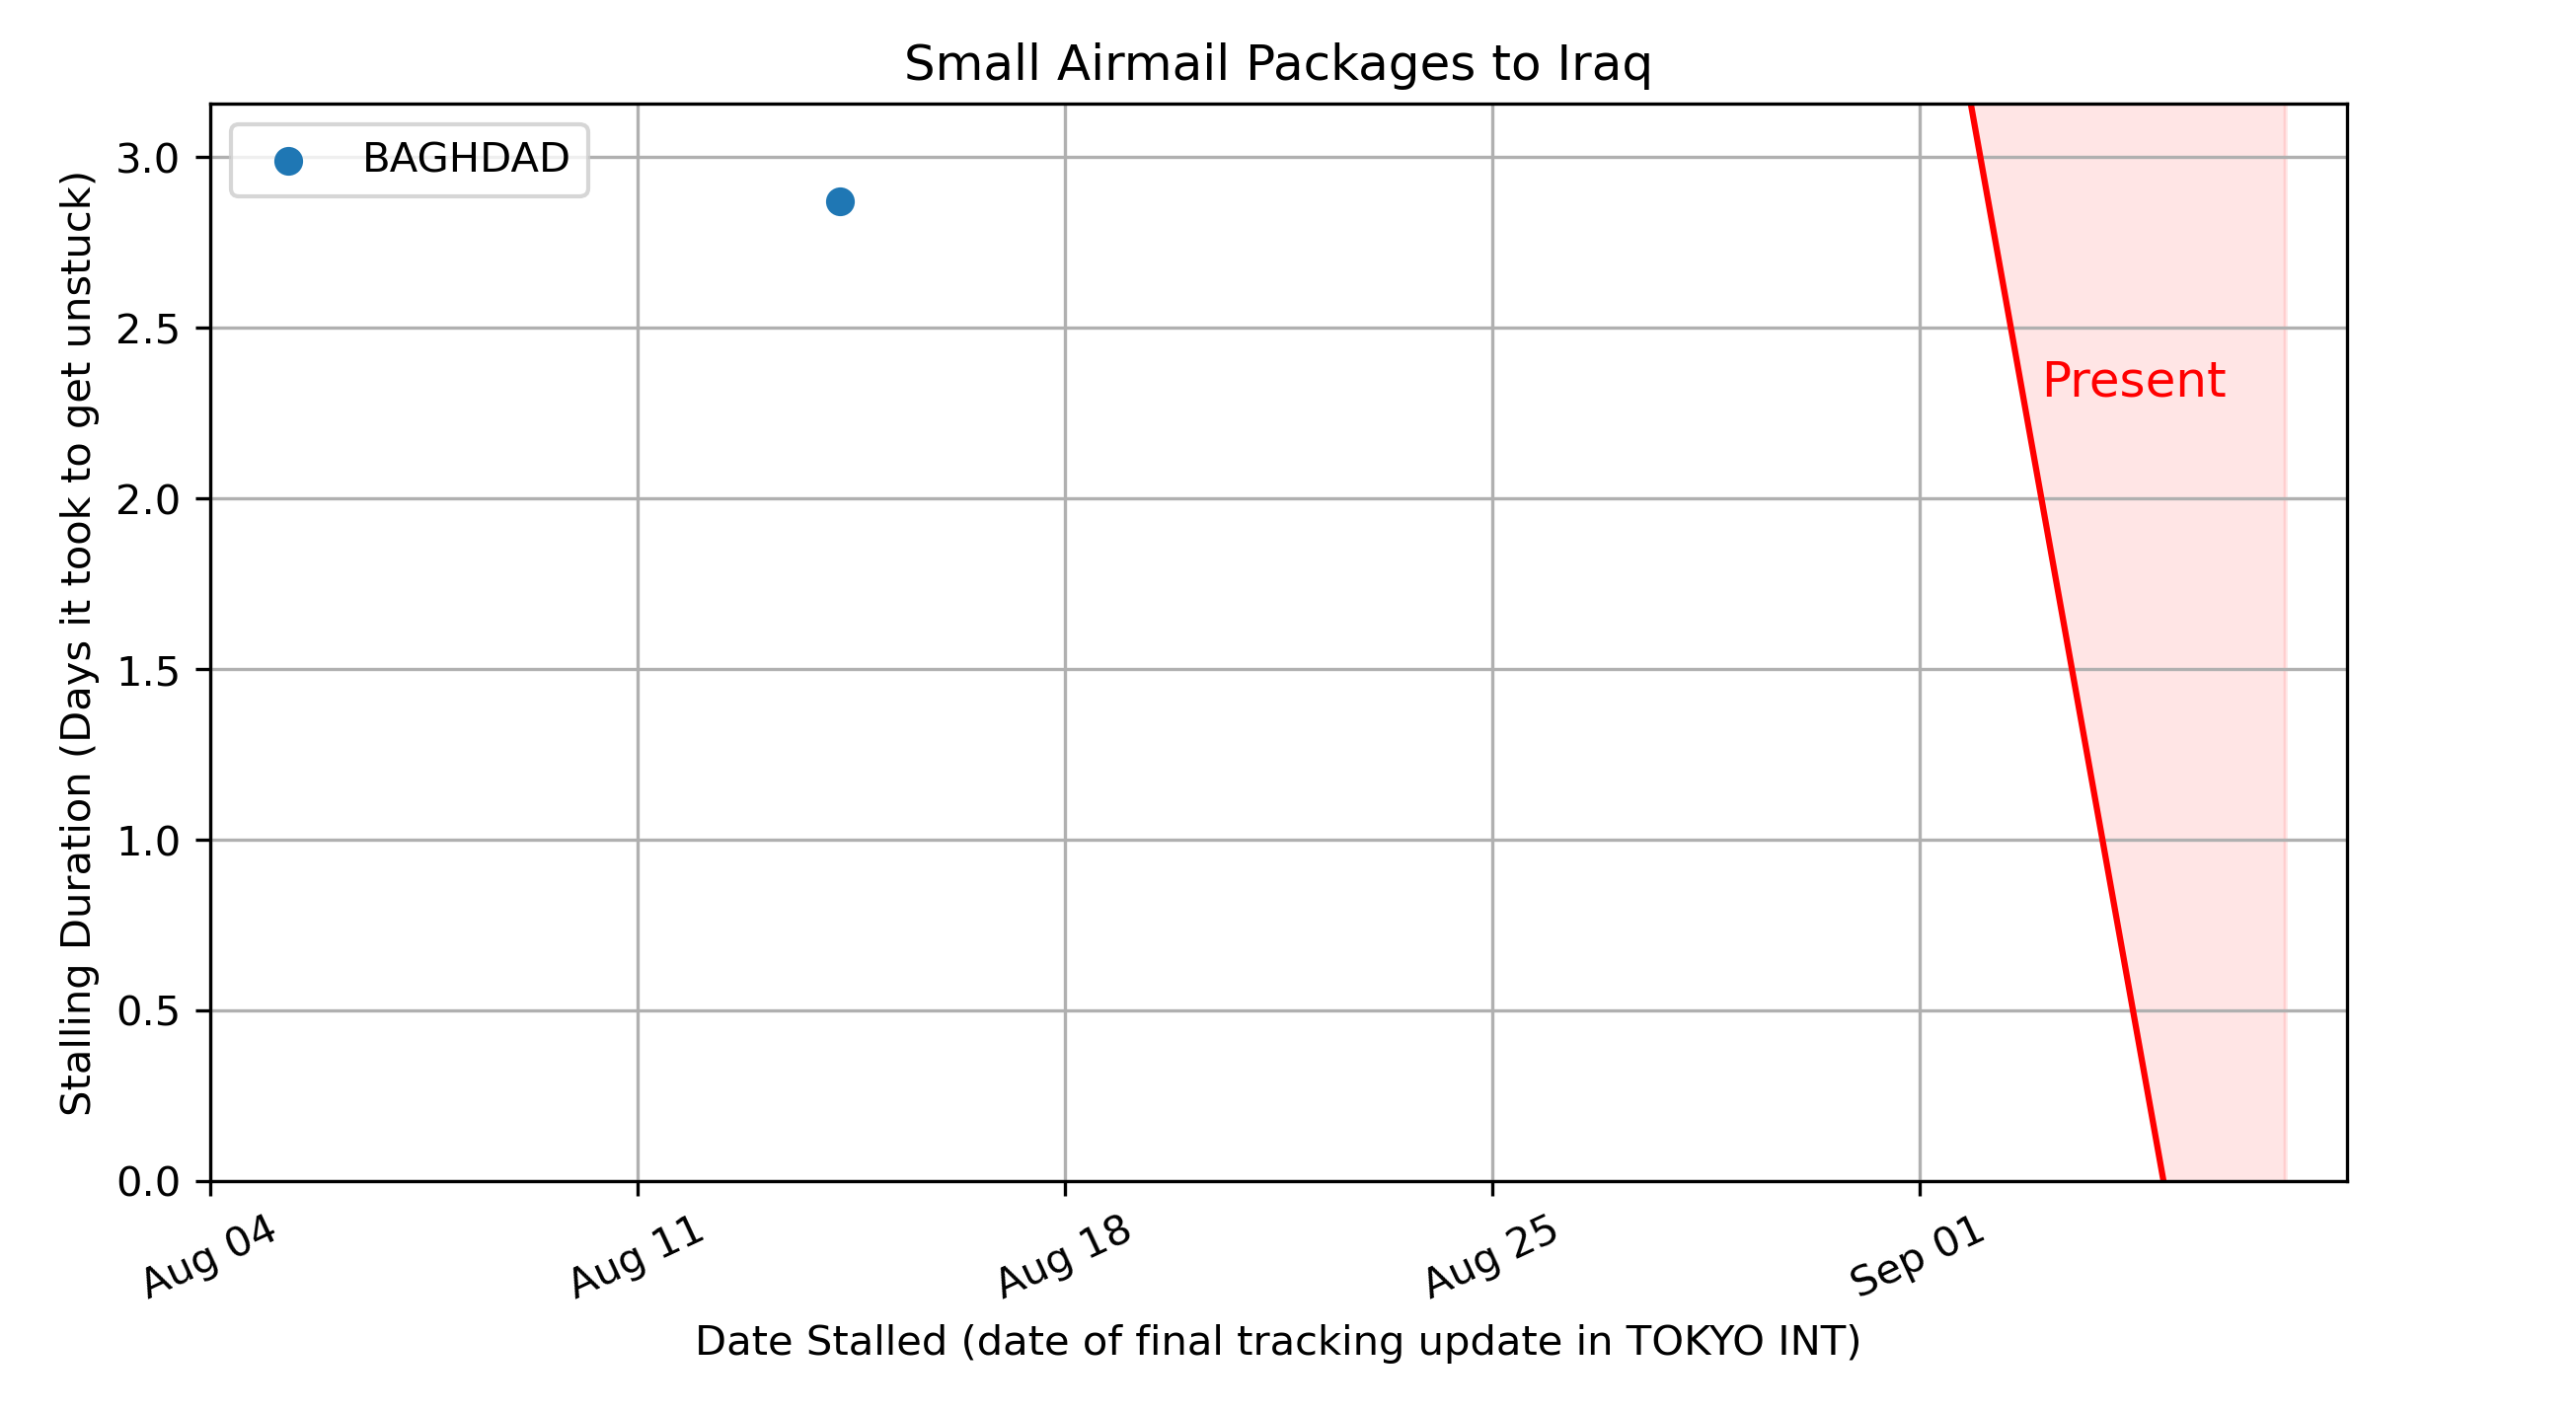 Small Airmail Packages to Iraq
BAGHDAD
Present
Stalling Duration (Days it took to get unstuck)
3.0
2.5
2.0
1.5
1.0
0.5
0.0
Aug 04
Aug 11
Aug 18
Aug 25
Sep 01
Date Stalled (date of final tracking update in TOKYO INT)